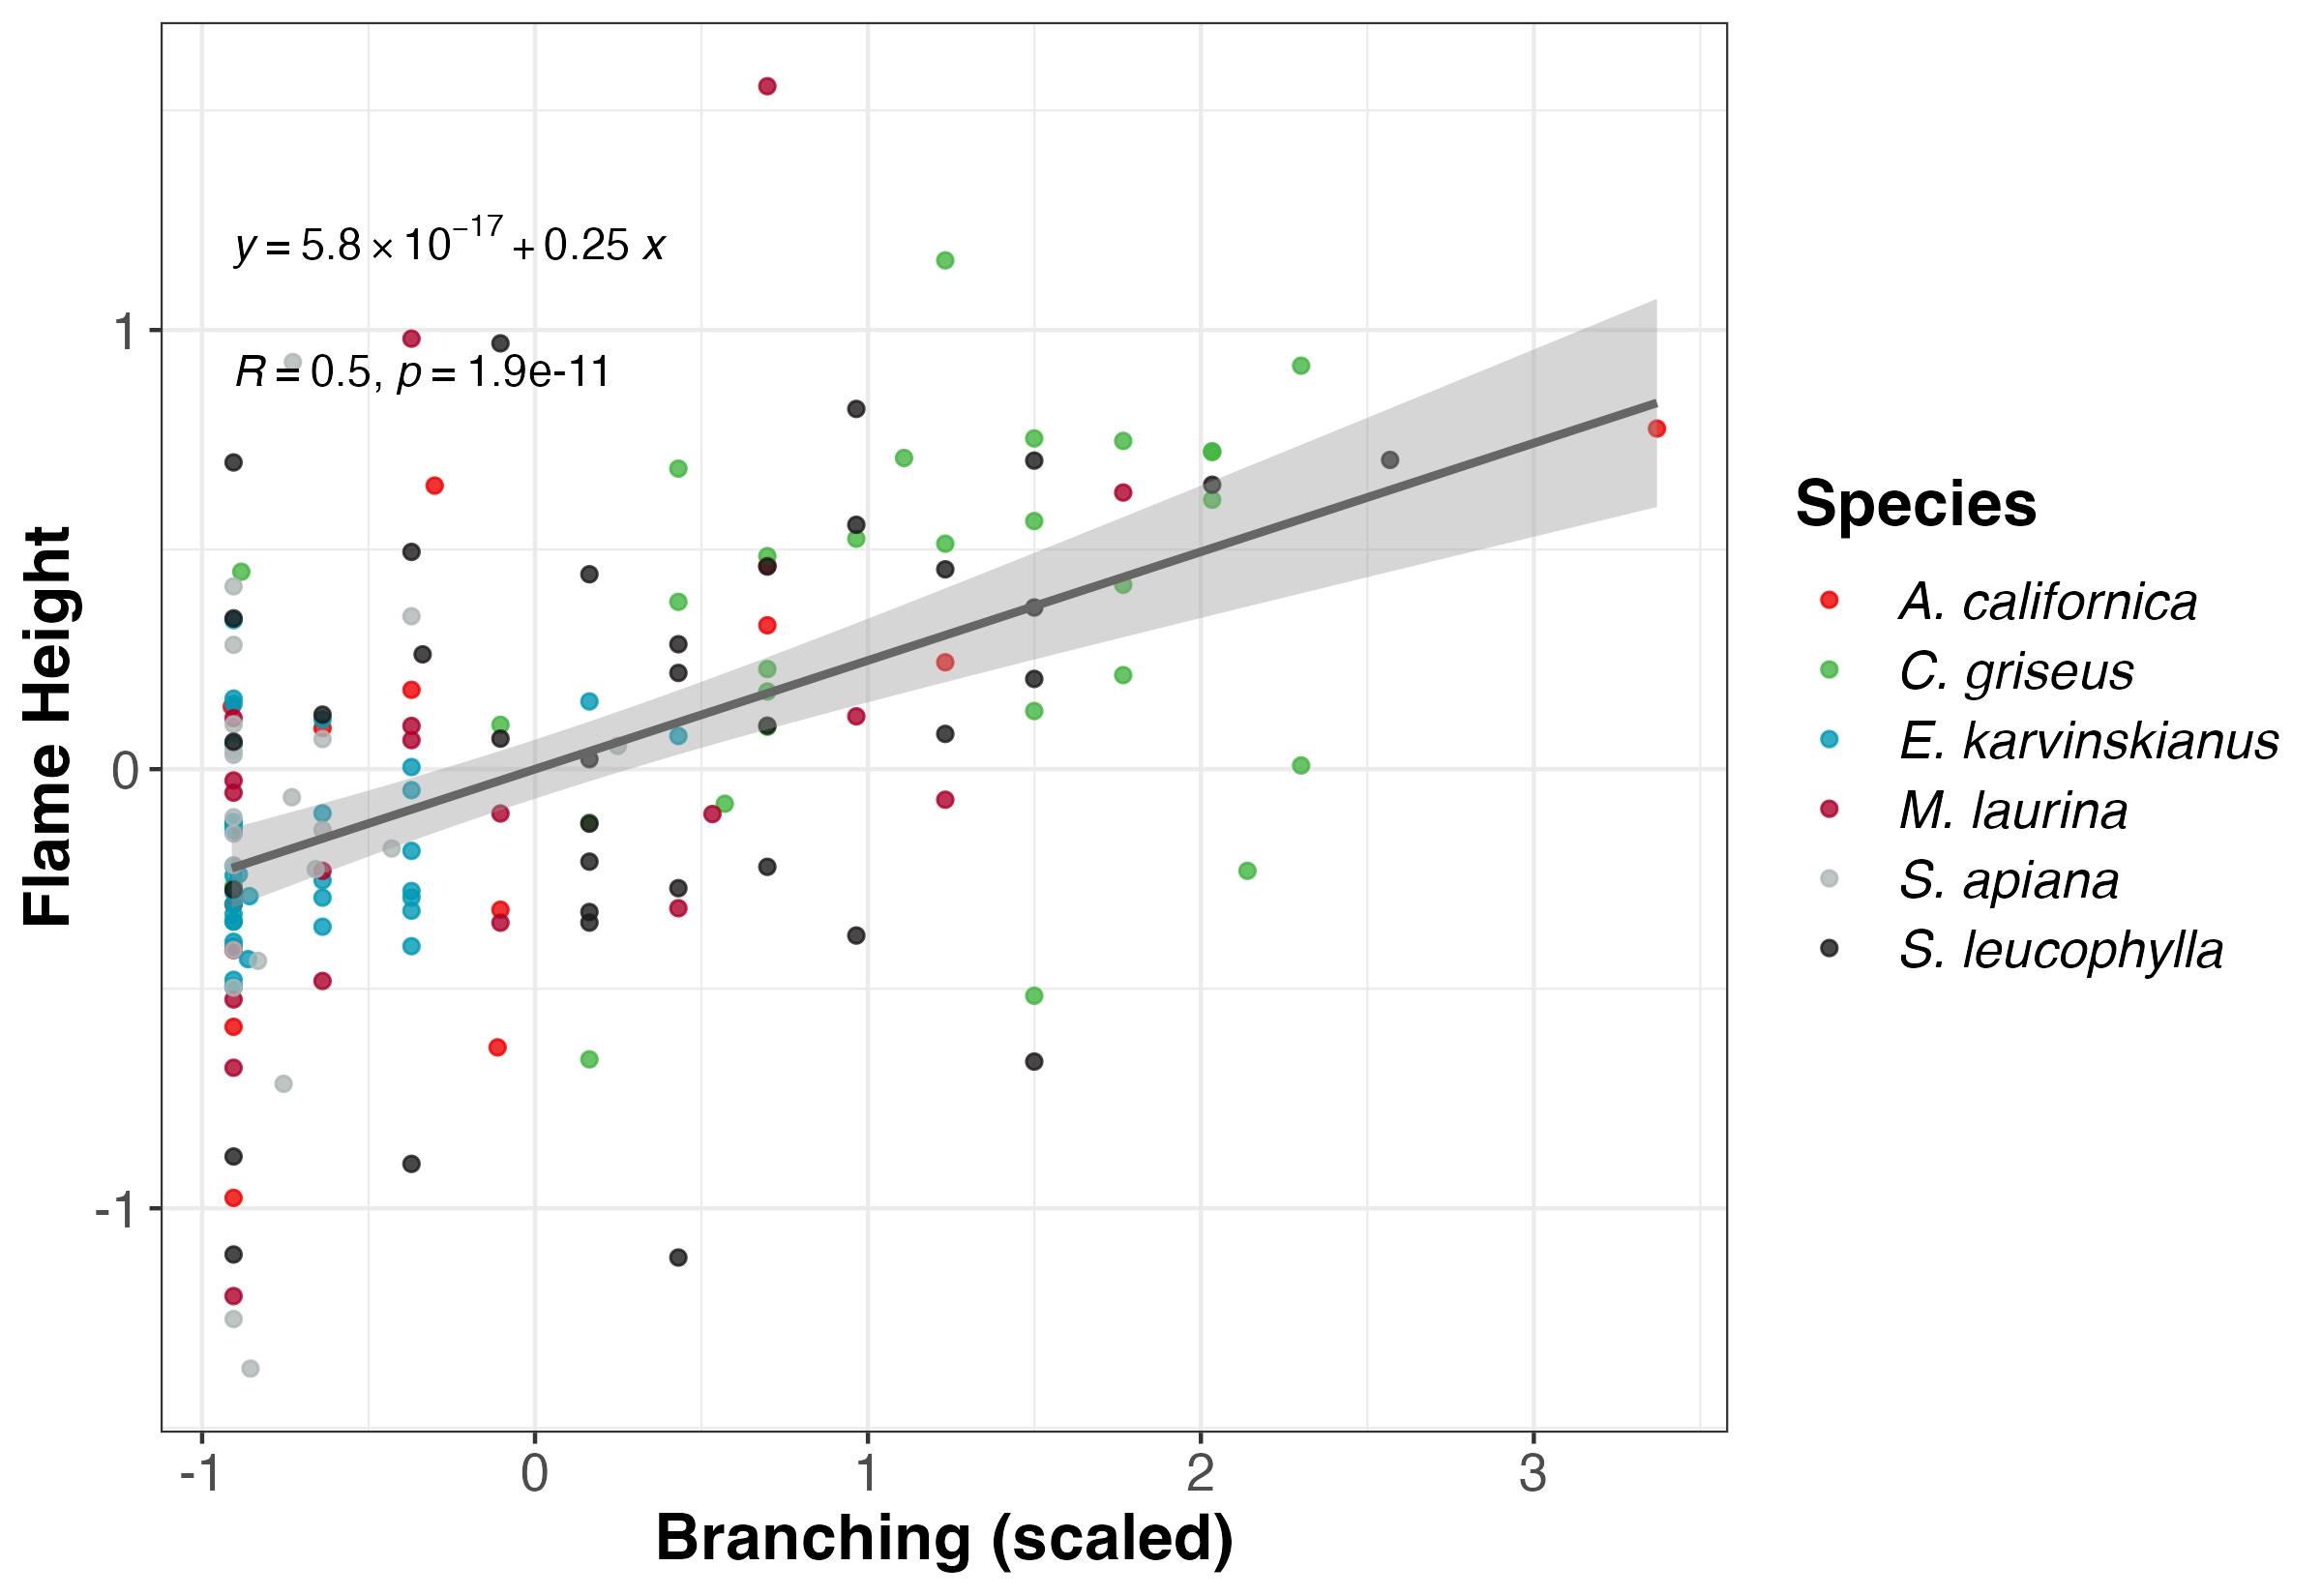 y = 5.8 × 10⁻¹⁷ + 0.25 x
R = 0.5, p = 1.9e-11
Flame Height
1
0
-1
-1 0 1 2 3
Branching (scaled)
Species
A. californica
C. griseus
E. karvinskianus
M. laurina
S. apiana
S. leucophylla